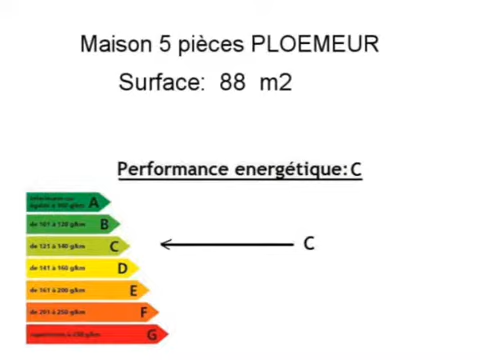 Maison 5 pièces PLOEMEUR
Surface: 88 m2
Performance energétique: C
A
de 101 à 120 g/km B
de 121 à 140 g/km C
C
de 141 à 160 g/km D
de 161 à 200 g/km E
de 201 à 250 g/km F
G